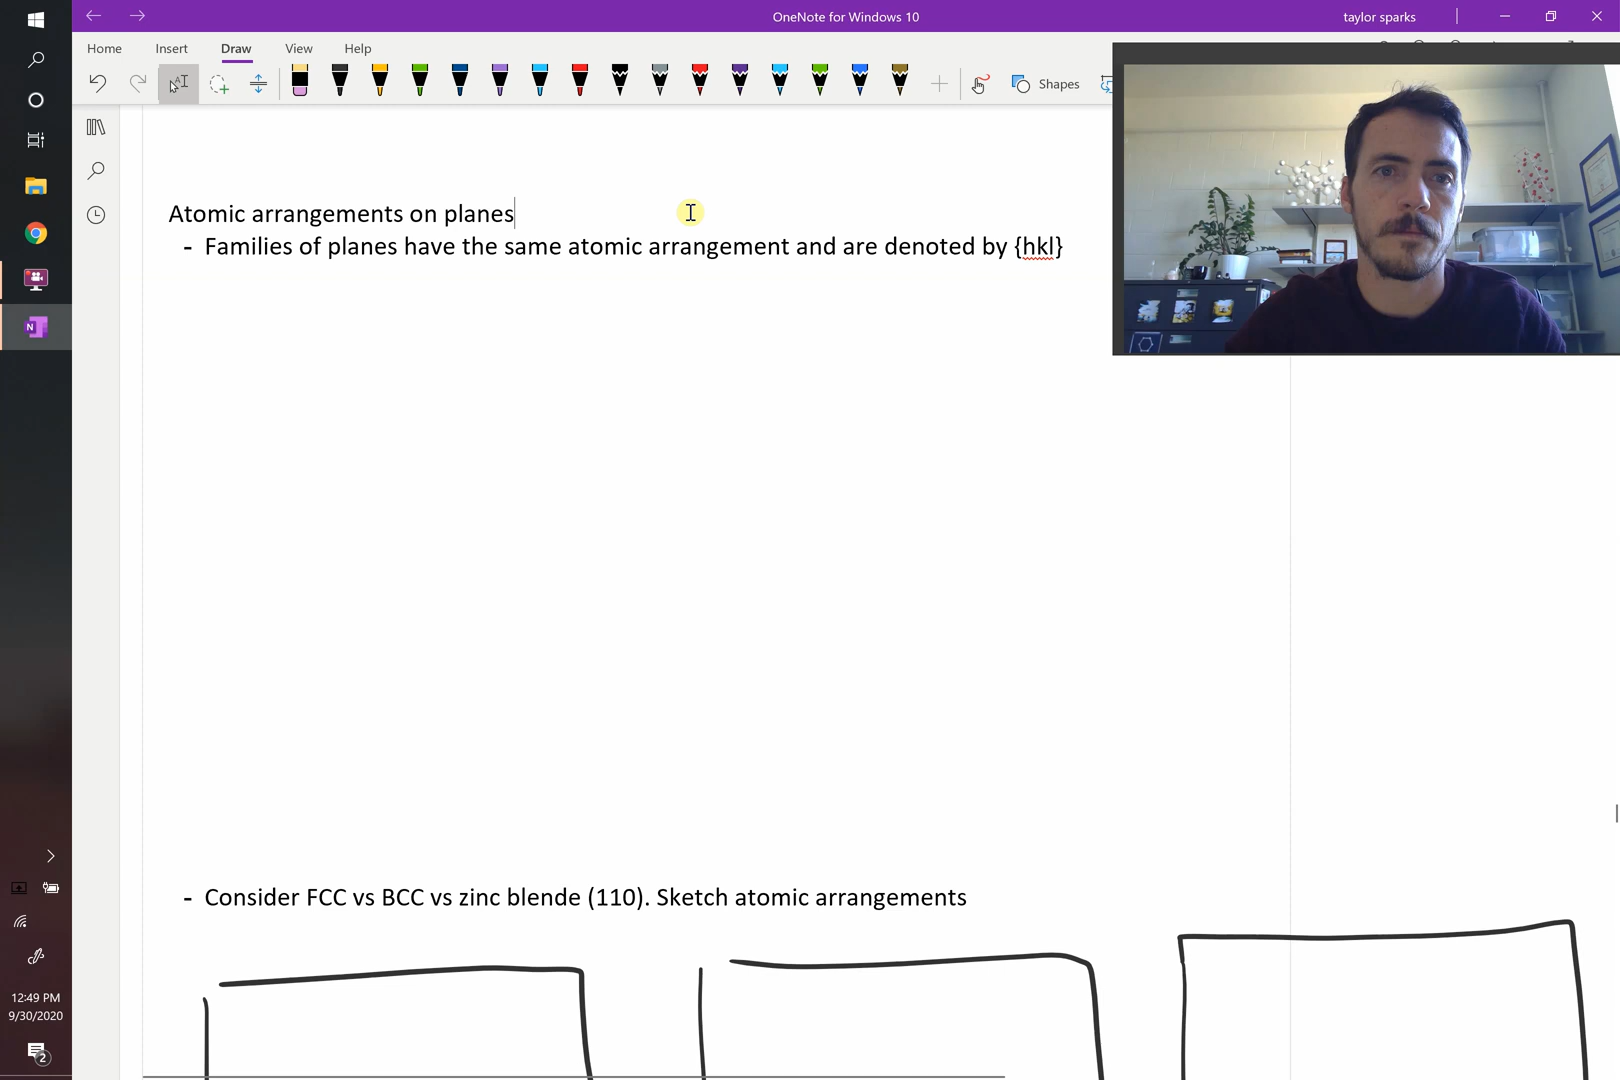 OneNote for Windows 10
taylor sparks
Home Insert Draw View Help
Shapes
Atomic arrangements on planes
- Families of planes have the same atomic arrangement and are denoted by {hkl}
- Consider FCC vs BCC vs zinc blende (110). Sketch atomic arrangements
12:49 PM
9/30/2020
2